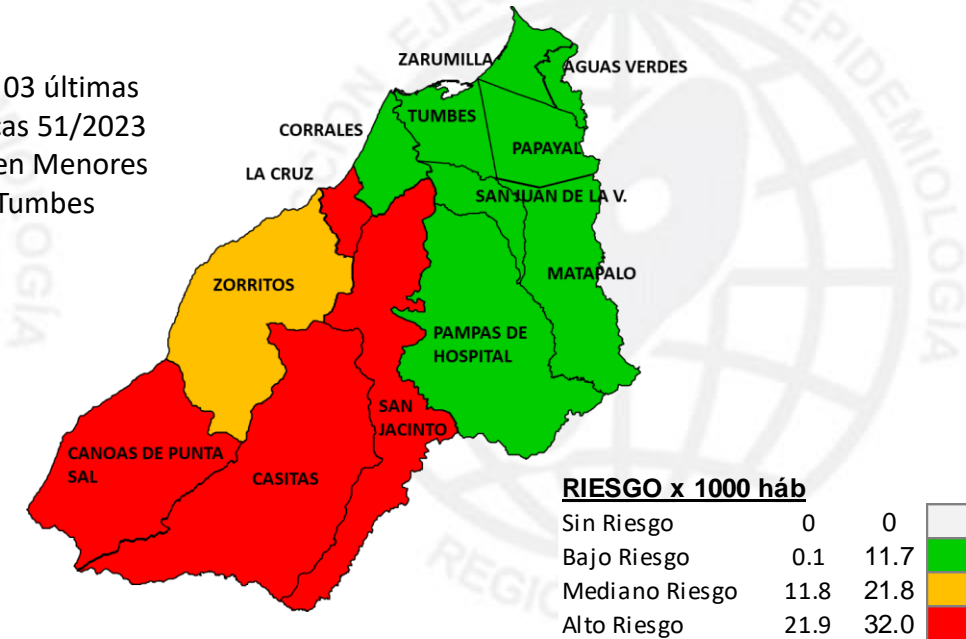 03 últimas
cas 51/2023
en Menores
Tumbes
ZARUMILLA
AGUAS VERDES
TUMBES
CORRALES
PAPAYAL
LA CRUZ
SAN JUAN DE LA V.
MATAPALO
ZORRITOS
PAMPAS DE
HOSPITAL
SAN
JACINTO
CANOAS DE PUNTA
SAL
CASITAS
RIESGO x 1000 háb
Sin Riesgo 0 0
Bajo Riesgo 0.1 11.7
Mediano Riesgo 11.8 21.8
Alto Riesgo 21.9 32.0
EPIDEMIOLOGÍA